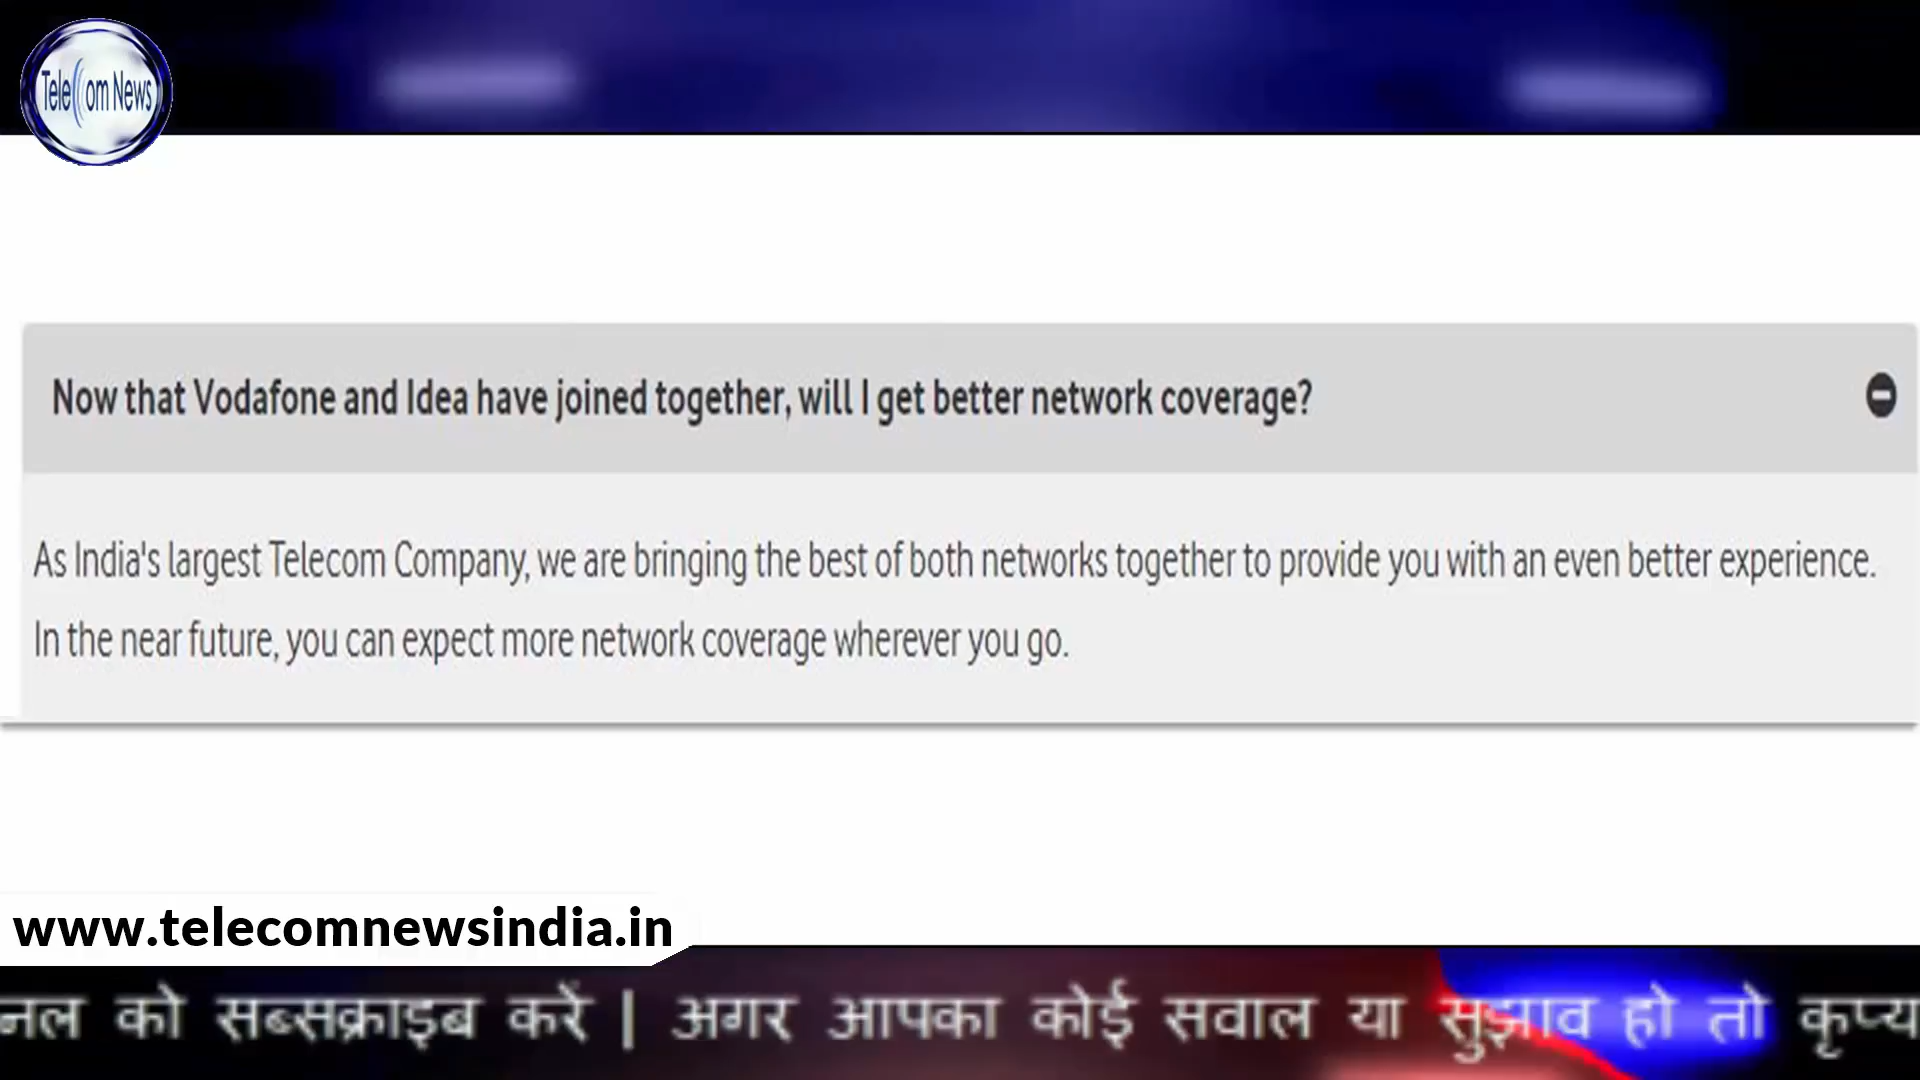 Tele((om News
Now that Vodafone and Idea have joined together, will I get better network coverage?
As India's largest Telecom Company, we are bringing the best of both networks together to provide you with an even better experience.
In the near future, you can expect more network coverage wherever you go.
www.telecomnewsindia.in
नल को सब्सक्राइब करें | अगर आपका कोई सवाल या सुझाव हो तो कृप्य